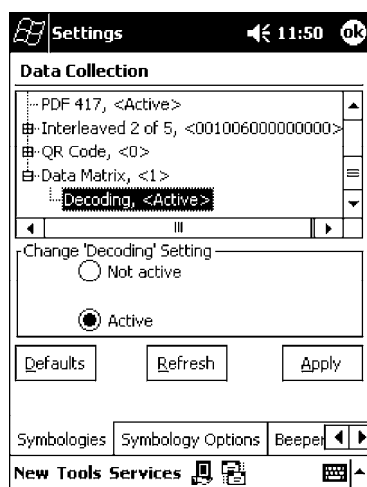 Settings 11:50 ok
Data Collection
PDF 417, <Active>
Interleaved 2 of 5, <001006000000000>
QR Code, <0>
Data Matrix, <1>
Decoding, <Active>
Change 'Decoding' Setting
Not active
Active
Defaults Refresh Apply
Symbologies Symbology Options Beeper
New Tools Services